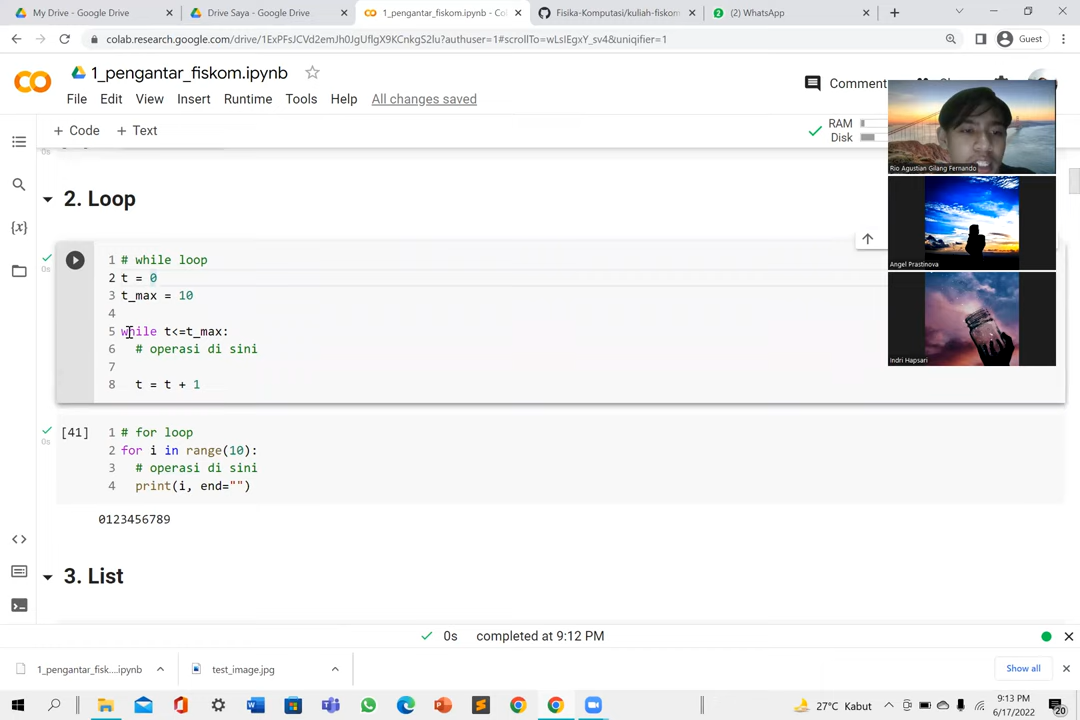 My Drive - Google Drive
Drive Saya - Google Drive
1_pengantar_fiskom.ipynb - Col
Fisika-Komputasi/kuliah-fiskom
(2) WhatsApp
colab.research.google.com/drive/1ExPFsJCVd2emJh0JgUflgX9KCnkgS2lu?authuser=1#scrollTo=wLsIEgxY_sv4&uniqifier=1
Guest
1_pengantar_fiskom.ipynb
File Edit View Insert Runtime Tools Help All changes saved
Comment
+ Code + Text
RAM
Disk
Rio Agustian Gilang Fernando
0s
2. Loop
0s
1 # while loop
2 t = 0
3 t_max = 10
4
5 while t<=t_max:
6 # operasi di sini
7
8 t = t + 1
Angel Prastinova
Indri Hapsari
0s
[41]
1 # for loop
2 for i in range(10):
3 # operasi di sini
4 print(i, end="")
0123456789
3. List
0s completed at 9:12 PM
1_pengantar_fisk....ipynb
test_image.jpg
Show all
27°C Kabut
9:13 PM
6/17/2022
20